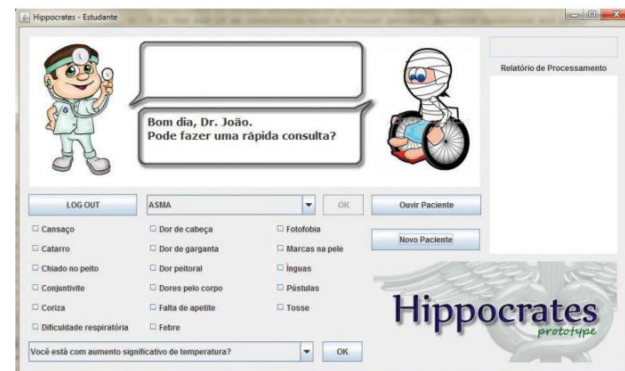 Hippocrates - Estudante
Relatório de Processamento
Bom dia, Dr. João.
Pode fazer uma rápida consulta?
LOG OUT
ASMA
OK
Ouvir Paciente
Novo Paciente
Cansaço
Dor de cabeça
Fotofobia
Catarro
Dor de garganta
Marcas na pele
Chiado no peito
Dor peitoral
Ínguas
Conjuntivite
Dores pelo corpo
Pústulas
Coriza
Falta de apetite
Tosse
Dificuldade respiratória
Febre
Você está com aumento significativo de temperatura?
OK
Hippocrates
prototype